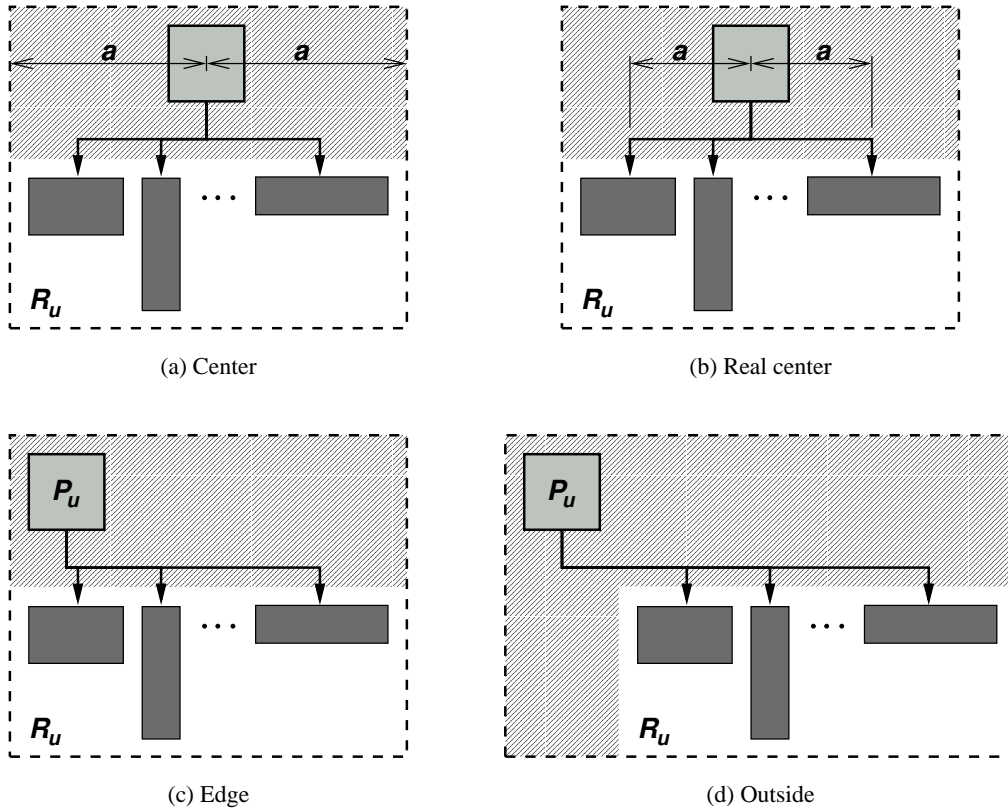 a a
a a
...
...
R_u
R_u
(a) Center
(b) Real center
P_u
P_u
...
...
R_u
R_u
(c) Edge
(d) Outside